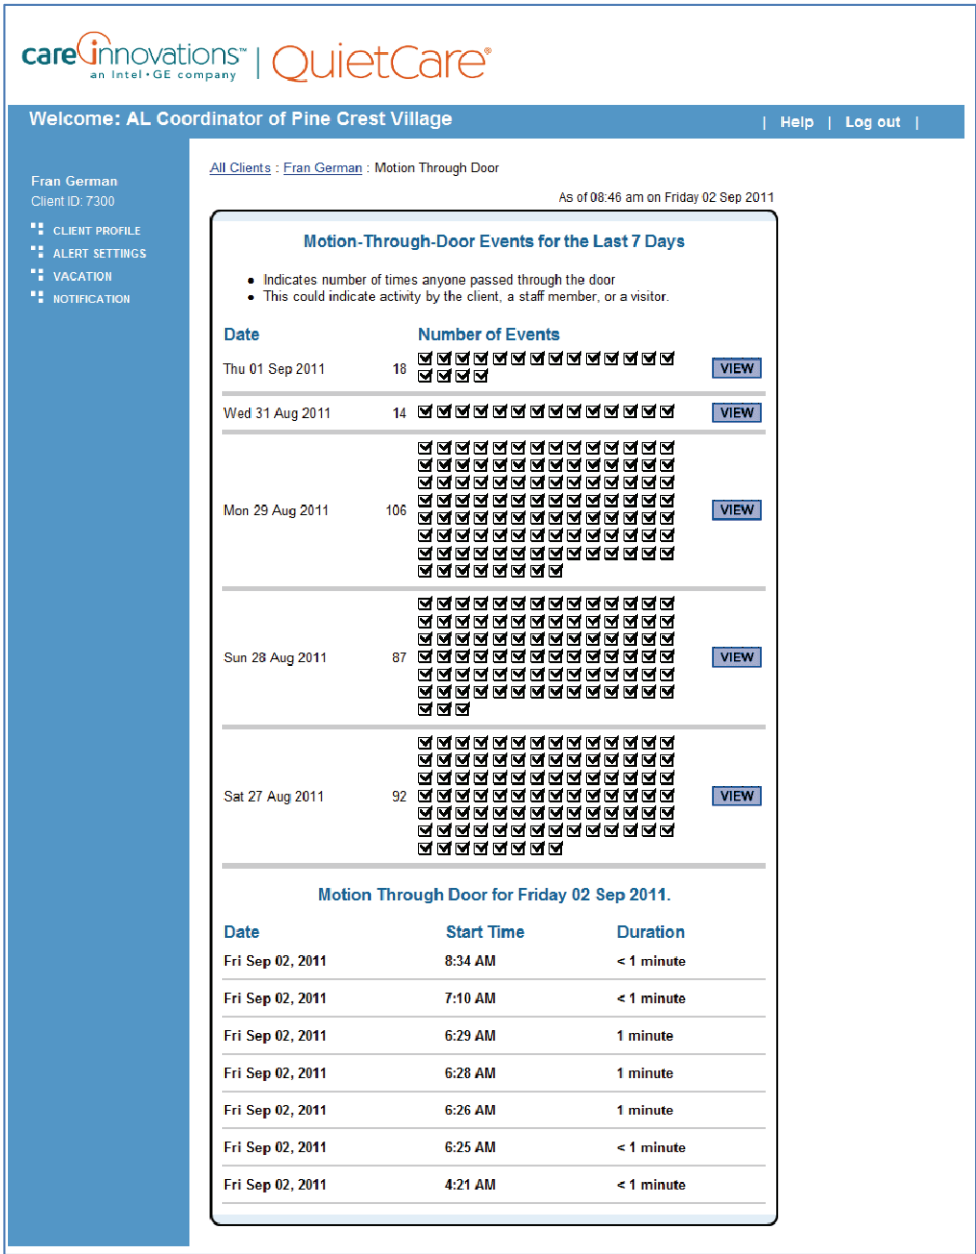 care innovations™ | QuietCare®
an Intel • GE company
Welcome: AL Coordinator of Pine Crest Village
| Help | Log out |
Fran German
Client ID: 7300
CLIENT PROFILE
ALERT SETTINGS
VACATION
NOTIFICATION
All Clients : Fran German : Motion Through Door
As of 08:46 am on Friday 02 Sep 2011
Motion-Through-Door Events for the Last 7 Days
• Indicates number of times anyone passed through the door
• This could indicate activity by the client, a staff member, or a visitor.
Date Number of Events
Thu 01 Sep 2011 18 VIEW
Wed 31 Aug 2011 14 VIEW
Mon 29 Aug 2011 106 VIEW
Sun 28 Aug 2011 87 VIEW
Sat 27 Aug 2011 92 VIEW
Motion Through Door for Friday 02 Sep 2011.
Date Start Time Duration
Fri Sep 02, 2011 8:34 AM < 1 minute
Fri Sep 02, 2011 7:10 AM < 1 minute
Fri Sep 02, 2011 6:29 AM 1 minute
Fri Sep 02, 2011 6:28 AM 1 minute
Fri Sep 02, 2011 6:26 AM 1 minute
Fri Sep 02, 2011 6:25 AM < 1 minute
Fri Sep 02, 2011 4:21 AM < 1 minute